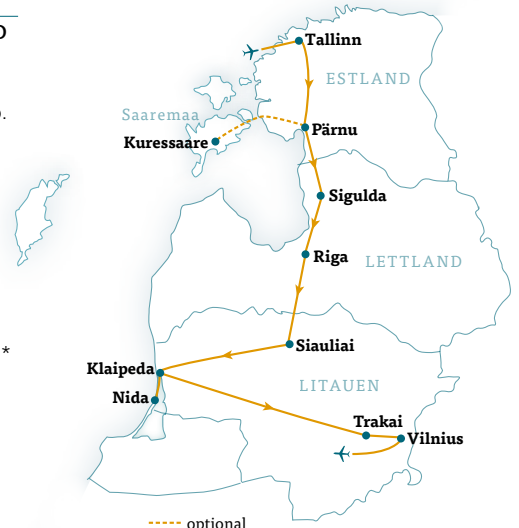 Tallinn
ESTLAND
Saaremaa
Pärnu
Kuressaare
Sigulda
Riga
LETTLAND
*
Siauliai
Klaipeda
LITAUEN
Nida
Trakai
Vilnius
optional